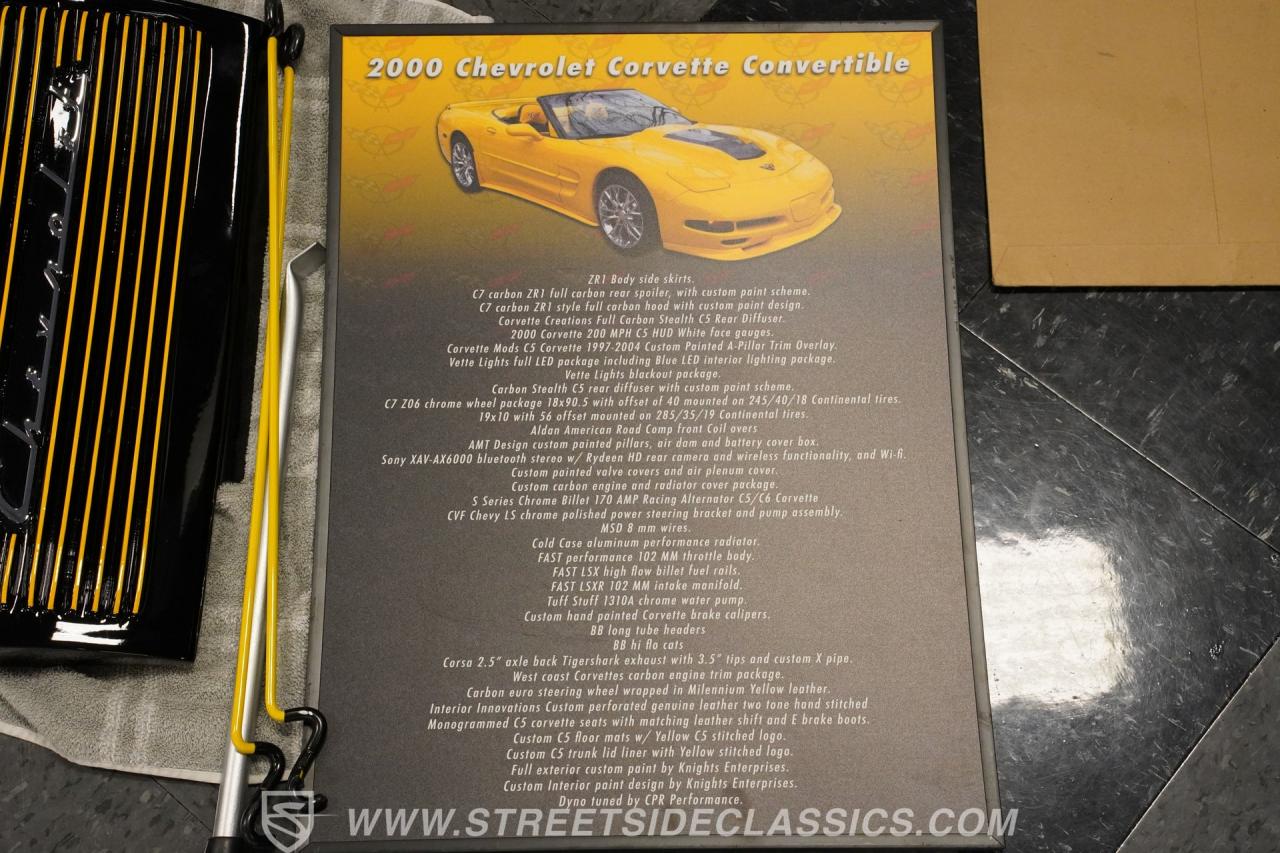 2000 Chevrolet Corvette Convertible
ZR1 Body side skirts.
C7 carbon ZR1 full carbon rear spoiler, with custom paint scheme.
C7 carbon ZR1 style full carbon hood with custom paint design.
Corvette Creations Full Carbon Stealth C5 Rear Diffuser.
2000 Corvette 200 MPH C5 HUD White face gauges.
Corvette Mods C5 Corvette 1997-2004 Custom Painted A-Pillar Trim Overlay.
Vette Lights full LED package including Blue LED interior lighting package.
Vette Lights blackout package.
Carbon Stealth C5 rear diffuser with custom paint scheme.
C7 Z06 chrome wheel package 18x90.5 with offset of 40 mounted on 245/40/18 Continental tires.
19x10 with 56 offset mounted on 285/35/19 Continental tires.
Aldan American Road Comp front Coil overs
AMT Design custom painted pillars, air dam and battery cover box.
Sony XAV-AX6000 bluetooth stereo w/ Rydeen HD rear camera and wireless functionality, and Wi-fi.
Custom painted valve covers and air plenum cover.
Custom carbon engine and radiator cover package.
S Series Chrome Billet 170 AMP Racing Alternator C5/C6 Corvette
CVF Chevy LS chrome polished power steering bracket and pump assembly.
MSD 8 mm wires.
Cold Case aluminum performance radiator.
FAST performance 102 MM throttle body.
FAST LSX high flow billet fuel rails.
FAST LSXR 102 MM intake manifold.
Tuff Stuff 1310A chrome water pump.
Custom hand painted Corvette brake calipers.
BB long tube headers
BB hi flo cats
Corsa 2.5" axle back Tigershark exhaust with 3.5" tips and custom X pipe.
West coast Corvettes carbon engine trim package.
Carbon euro steering wheel wrapped in Milennium Yellow leather.
Interior Innovations Custom perforated genuine leather two tone hand stitched
Monogrammed C5 corvette seats with matching leather shift and E brake boots.
Custom C5 floor mats w/ Yellow C5 stitched logo.
Custom C5 trunk lid liner with Yellow stitched logo.
Full exterior custom paint by Knights Enterprises.
Custom Interior paint design by Knights Enterprises.
Dyno tuned by CPR Performance.
WWW.STREETSIDECLASSICS.COM